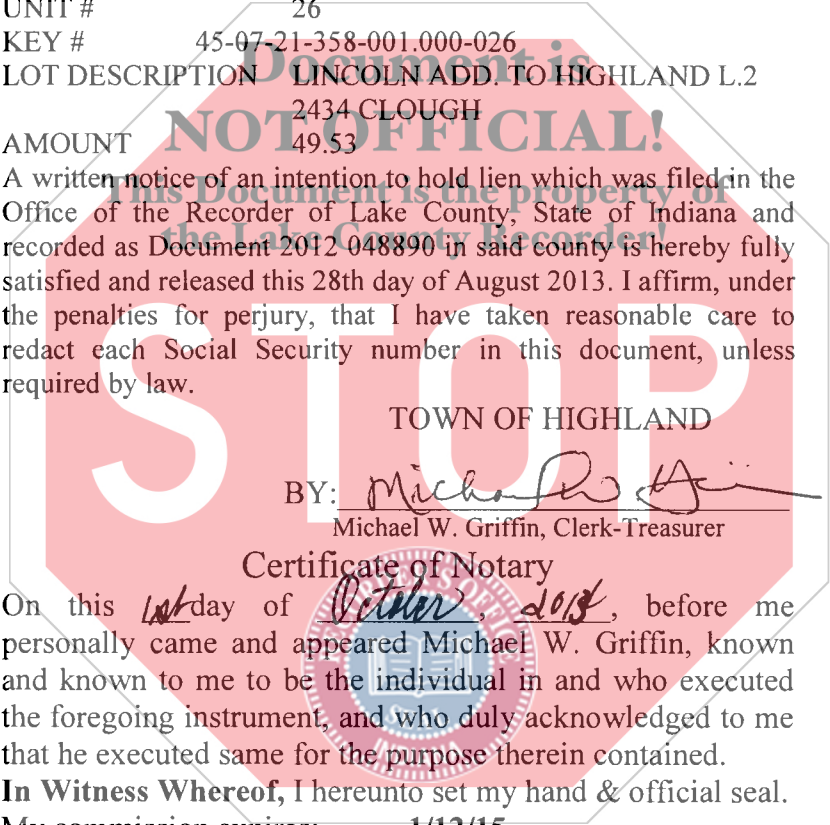 UNIT # 26
KEY # 45-07-21-358-001.000-026
LOT DESCRIPTION LINCOLN ADD. TO HIGHLAND L.2
2434 CLOUGH
AMOUNT 49.53
Document is
NOT OFFICIAL!
This Document is the property of
the Lake County Recorder!
A written notice of an intention to hold lien which was filed in the
Office of the Recorder of Lake County, State of Indiana and
recorded as Document 2012 048890 in said county is hereby fully
satisfied and released this 28th day of August 2013. I affirm, under
the penalties for perjury, that I have taken reasonable care to
redact each Social Security number in this document, unless
required by law.
STOP
TOWN OF HIGHLAND
BY: Michael W Griffin
Michael W. Griffin, Clerk-Treasurer
Certificate of Notary
On this 1st day of October, 2013, before me
personally came and appeared Michael W. Griffin, known
and known to me to be the individual in and who executed
the foregoing instrument, and who duly acknowledged to me
that he executed same for the purpose therein contained.
In Witness Whereof, I hereunto set my hand & official seal.
My commission expires: 1/12/15